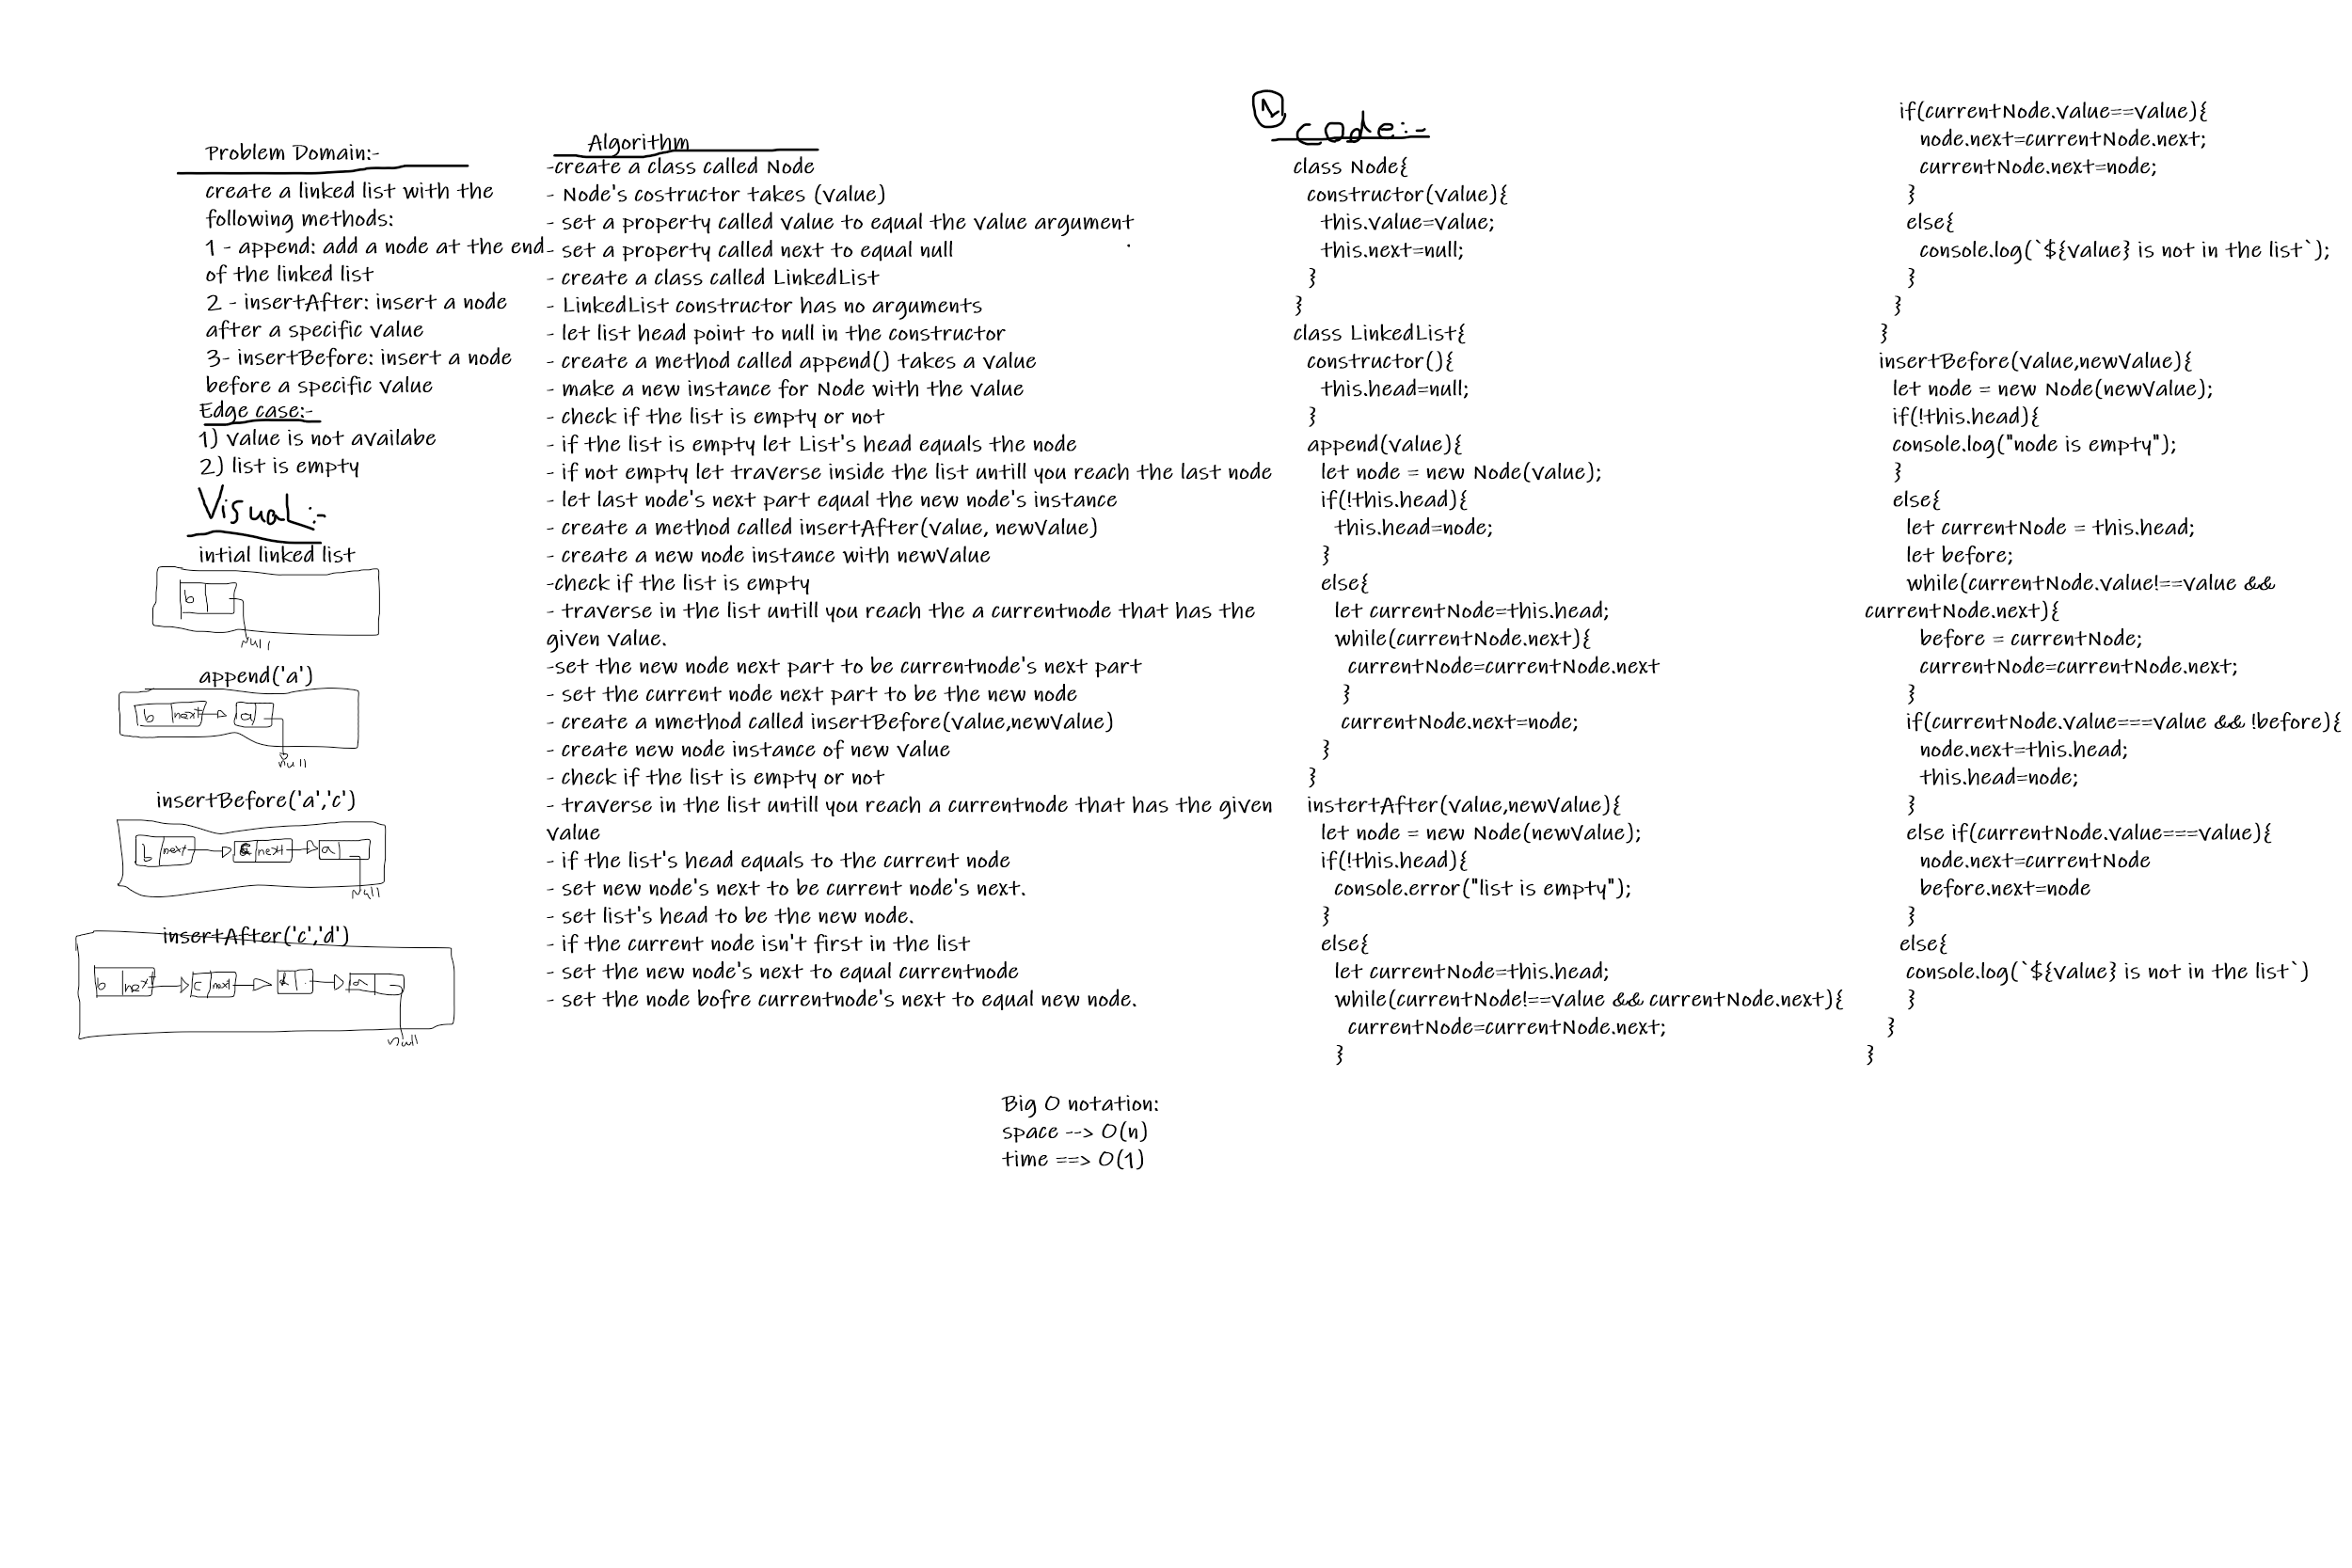 Problem Domain:-
create a linked list with the
following methods:
1 - append: add a node at the end
of the linked list
2 - insertAfter: insert a node
after a specific value
3- insertBefore: insert a node
before a specific value
Edge case:-
1) value is not availabe
2) list is empty
Visual:-
intial linked list
b
Null
append('a')
b next a
null
insertBefore('a','c')
b next c next a
Null
insertAfter('c','d')
b next c next d a
null
Algorithm
-create a class called Node
- Node's costructor takes (value)
- set a property called value to equal the value argument
- set a property called next to equal null
- create a class called LinkedList
- LinkedList constructor has no arguments
- let list head point to null in the constructor
- create a method called append() takes a value
- make a new instance for Node with the value
- check if the list is empty or not
- if the list is empty let List's head equals the node
- if not empty let traverse inside the list untill you reach the last node
- let last node's next part equal the new node's instance
- create a method called insertAfter(value, newValue)
- create a new node instance with newValue
-check if the list is empty
- traverse in the list untill you reach the a currentnode that has the
given value.
-set the new node next part to be currentnode's next part
- set the current node next part to be the new node
- create a nmethod called insertBefore(value,newValue)
- create new node instance of new value
- check if the list is empty or not
- traverse in the list untill you reach a currentnode that has the given
value
- if the list's head equals to the current node
- set new node's next to be current node's next.
- set list's head to be the new node.
- if the current node isn't first in the list
- set the new node's next to equal currentnode
- set the node bofre currentnode's next to equal new node.
code:-
class Node{
constructor(value){
this.value=value;
this.next=null;
}
}
class LinkedList{
constructor(){
this.head=null;
}
append(value){
let node = new Node(value);
if(!this.head){
this.head=node;
}
else{
let currentNode=this.head;
while(currentNode.next){
currentNode=currentNode.next
}
currentNode.next=node;
}
}
instertAfter(value,newValue){
let node = new Node(newValue);
if(!this.head){
console.error("list is empty");
}
else{
let currentNode=this.head;
while(currentNode!==value && currentNode.next){
currentNode=currentNode.next;
}
if(currentNode.value==value){
node.next=currentNode.next;
currentNode.next=node;
}
else{
console.log(`${value} is not in the list`);
}
}
}
insertBefore(value,newValue){
let node = new Node(newValue);
if(!this.head){
console.log("node is empty");
}
else{
let currentNode = this.head;
let before;
while(currentNode.value!==value &&
currentNode.next){
before = currentNode;
currentNode=currentNode.next;
}
if(currentNode.value===value && !before){
node.next=this.head;
this.head=node;
}
else if(currentNode.value===value){
node.next=currentNode
before.next=node
}
else{
console.log(`${value} is not in the list`)
}
}
}
Big O notation:
space --> O(n)
time ==> O(1)